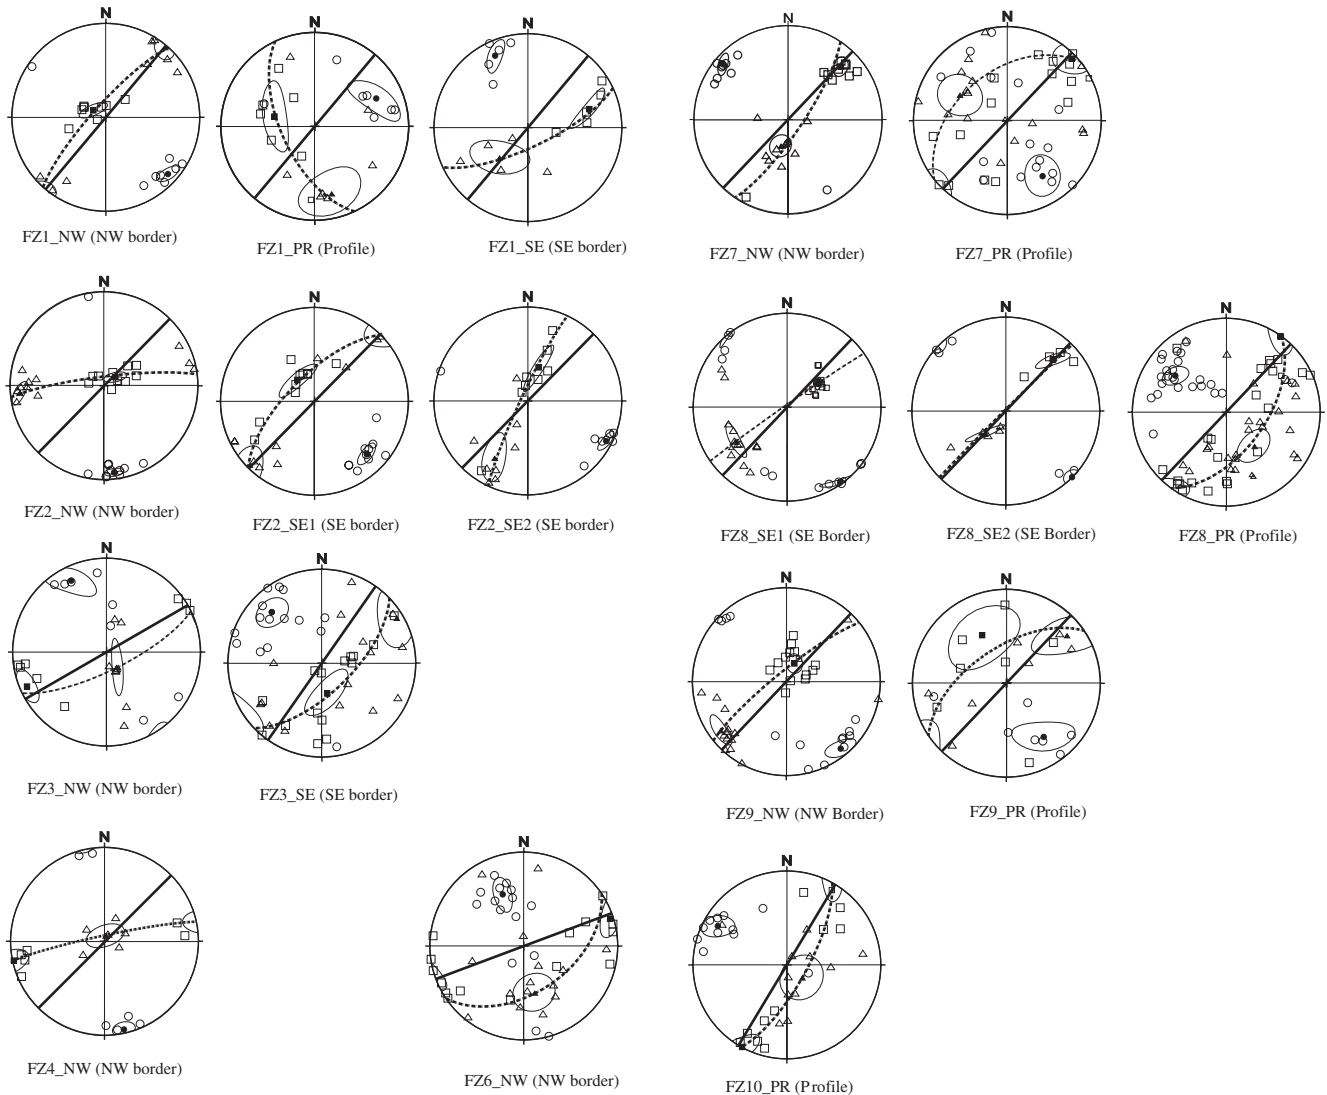 N N N N N
FZ1_NW (NW border) FZ1_PR (Profile) FZ1_SE (SE border) FZ7_NW (NW border) FZ7_PR (Profile)
N N N N N N
FZ2_NW (NW border) FZ2_SE1 (SE border) FZ2_SE2 (SE border) FZ8_SE1 (SE Border) FZ8_SE2 (SE Border) FZ8_PR (Profile)
N N N N
FZ3_NW (NW border) FZ3_SE (SE border) FZ9_NW (NW Border) FZ9_PR (Profile)
N N N
FZ4_NW (NW border) FZ6_NW (NW border) FZ10_PR (Profile)